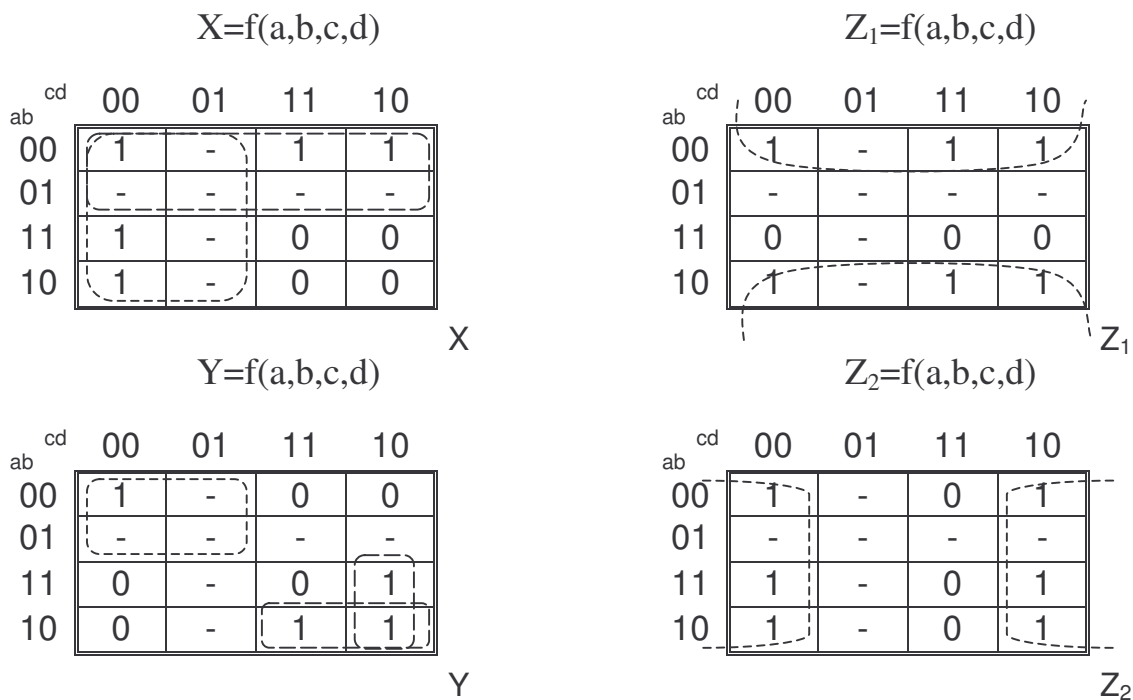 X=f(a,b,c,d)
cd
ab
00 01 11 10
00 1 - 1 1
01 - - - -
11 1 - 0 0
10 1 - 0 0
X
Z₁=f(a,b,c,d)
cd
ab
00 01 11 10
00 1 - 1 1
01 - - - -
11 0 - 0 0
10 1 - 1 1
Z₁
Y=f(a,b,c,d)
cd
ab
00 01 11 10
00 1 - 0 0
01 - - - -
11 0 - 0 1
10 0 - 1 1
Y
Z₂=f(a,b,c,d)
cd
ab
00 01 11 10
00 1 - 0 1
01 - - - -
11 1 - 0 1
10 1 - 0 1
Z₂